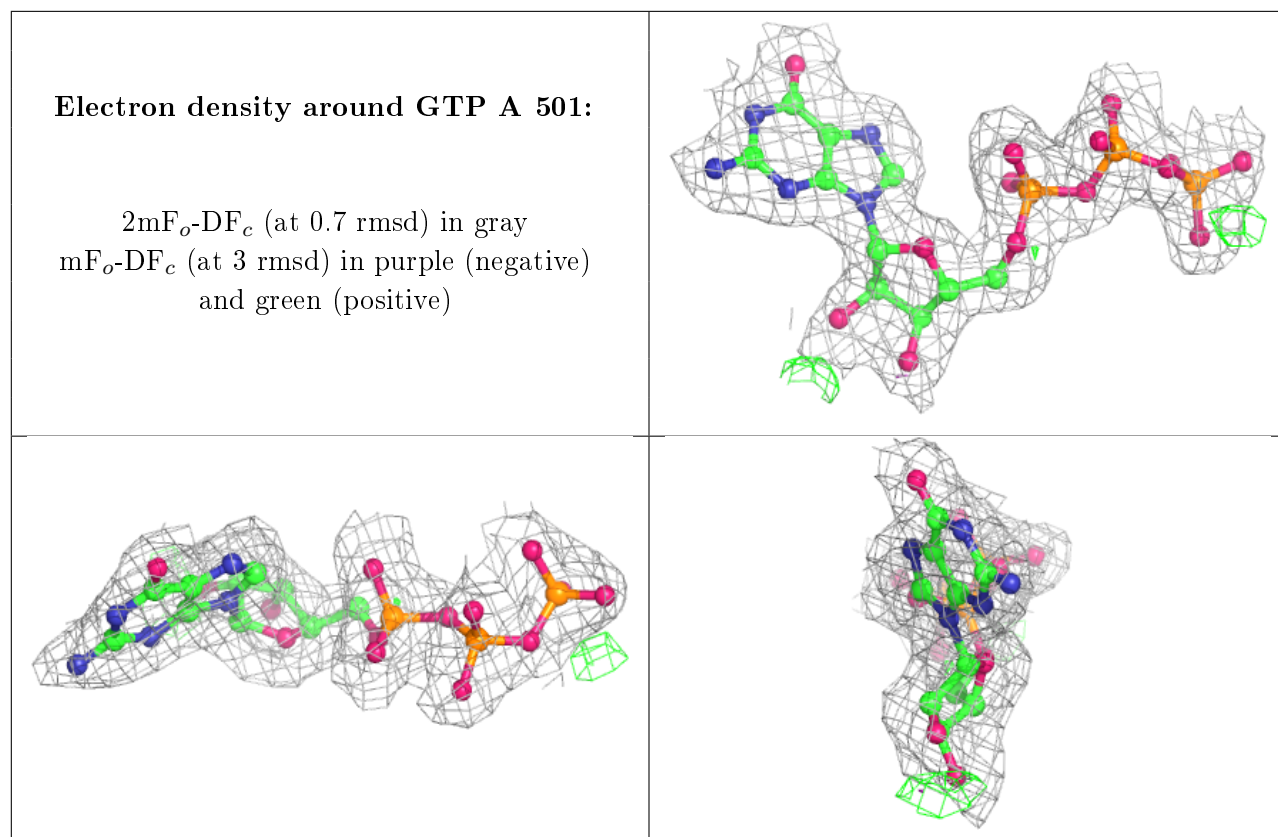 Electron density around GTP A 501:
2mFo-DFc (at 0.7 rmsd) in gray
mFo-DFc (at 3 rmsd) in purple (negative)
and green (positive)